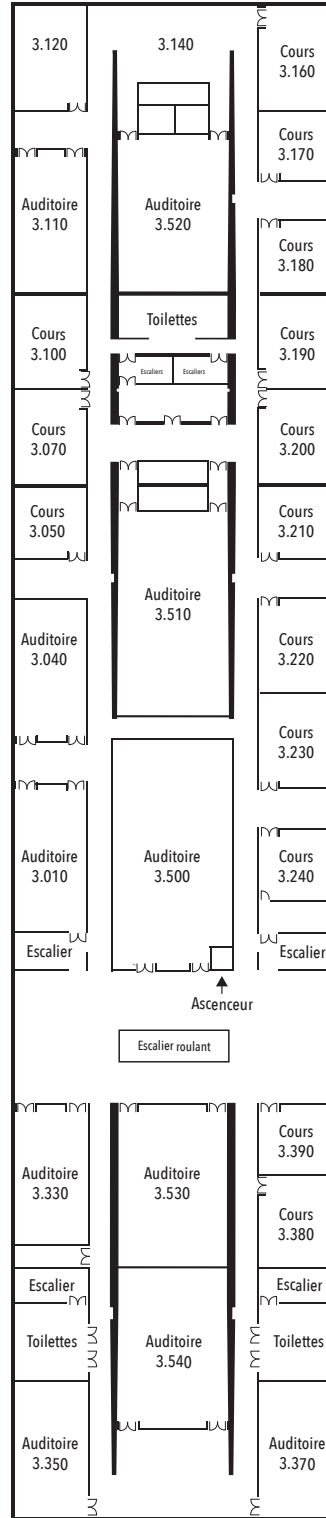 3.120
3.140
Cours
3.160
Cours
3.170
Auditoire
3.110
Auditoire
3.520
Cours
3.180
Toilettes
Cours
3.100
Cours
3.190
Escaliers
Escaliers
Cours
3.070
Cours
3.200
Cours
3.050
Cours
3.210
Auditoire
3.510
Auditoire
3.040
Cours
3.220
Cours
3.230
Auditoire
3.010
Auditoire
3.500
Cours
3.240
Escalier
Escalier
Ascenceur
Escalier roulant
Cours
3.390
Auditoire
3.330
Auditoire
3.530
Cours
3.380
Escalier
Escalier
Toilettes
Auditoire
3.540
Toilettes
Auditoire
3.350
Auditoire
3.370